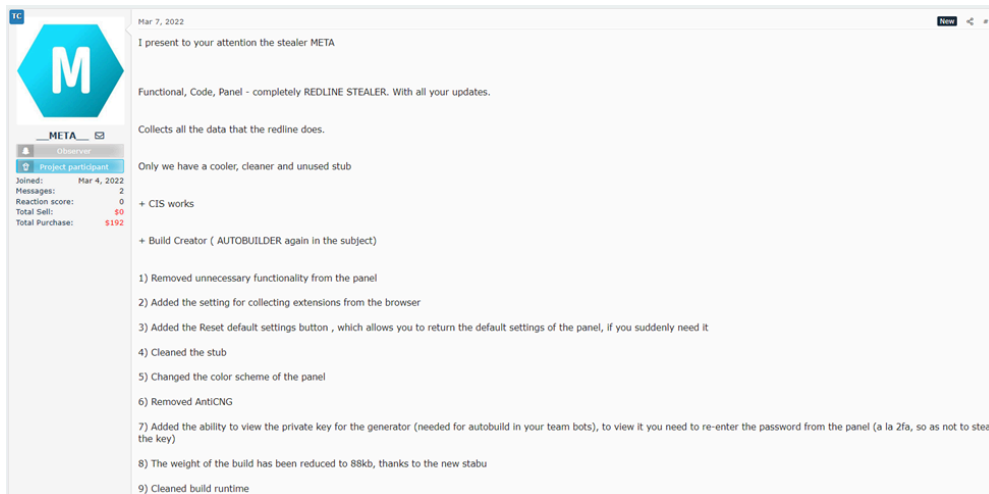 TC
Mar 7, 2022
New
I present to your attention the stealer META
M
Functional, Code, Panel - completely REDLINE STEALER. With all your updates.
Collects all the data that the redline does.
__META__
Observer
Project participant
Joined: Mar 4, 2022
Messages: 2
Reaction score: 0
Total Sell: $0
Total Purchase: $192
Only we have a cooler, cleaner and unused stub
+ CIS works
+ Build Creator ( AUTOBUILDER again in the subject)
1) Removed unnecessary functionality from the panel
2) Added the setting for collecting extensions from the browser
3) Added the Reset default settings button , which allows you to return the default settings of the panel, if you suddenly need it
4) Cleaned the stub
5) Changed the color scheme of the panel
6) Removed AntiCNG
7) Added the ability to view the private key for the generator (needed for autobuild in your team bots), to view it you need to re-enter the password from the panel (a la 2fa, so as not to
the key)
8) The weight of the build has been reduced to 88kb, thanks to the new stabu
9) Cleaned build runtime